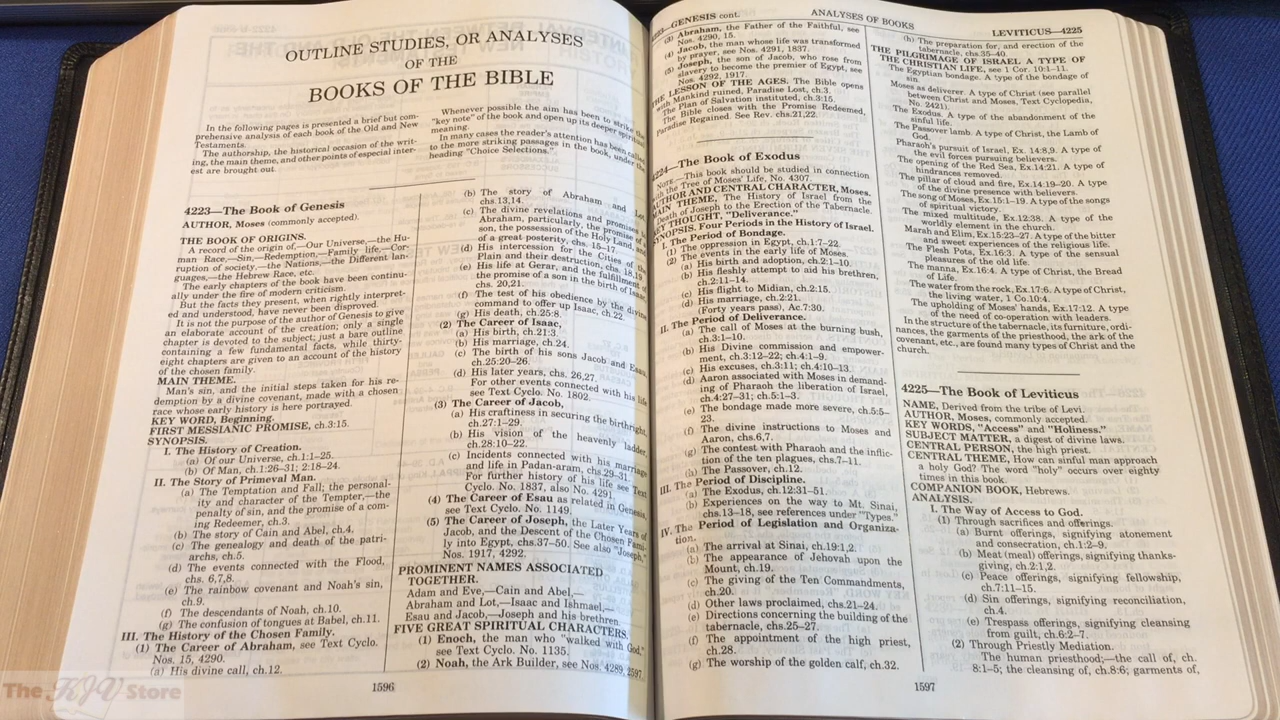 OUTLINE STUDIES, OR ANALYSES
OF THE
BOOKS OF THE BIBLE
In the following pages is presented a brief but com-
prehensive analysis of each book of the Old and New
Testaments.
The authorship, the historical occasion of the writ-
ing, the main theme, and other points of especial inter-
est are brought out.
Whenever possible the aim has been to strike the
"key note" of the book and open up its deeper spiritual
meaning.
In many cases the reader's attention has been called
to the more striking passages in the book, under the
heading "Choice Selections."
4223—The Book of Genesis
AUTHOR, Moses (commonly accepted).
THE BOOK OF ORIGINS.
A record of the origin of,—Our Universe,—the Hu-
man Race,—Sin,—Redemption,—Family Life,—Cor-
ruption of society,—the Nations,—the Different lan-
guages,—the Hebrew Race, etc.
The early chapters of the book have been continu-
ally under the fire of modern criticism.
But the facts they present, when rightly interpret-
ed and understood, have never been disproved.
It is not the purpose of the author of Genesis to give
an elaborate account of the creation; only a single
chapter is devoted to the subject; just a bare outline
containing a few fundamental facts, while thirty-
eight chapters are given to an account of the history
of the chosen family.
MAIN THEME.
Man's sin, and the initial steps taken for his re-
demption by a divine covenant, made with a chosen
race whose early history is here portrayed.
KEY WORD, Beginning.
FIRST MESSIANIC PROMISE, ch.3:15.
SYNOPSIS.
I. The History of Creation.
(a) Of our Universe, ch.1:1–25.
(b) Of Man, ch.1:26–31; 2:18–24.
II. The Story of Primeval Man.
(a) The Temptation and Fall; the personal-
ity and character of the Tempter,—the
penalty of sin, and the promise of a com-
ing Redeemer, ch.3.
(b) The story of Cain and Abel, ch.4.
(c) The genealogy and death of the patri-
archs, ch.5.
(d) The events connected with the Flood,
chs. 6,7,8.
(e) The rainbow covenant and Noah's sin,
ch.9.
(f) The descendants of Noah, ch.10.
(g) The confusion of tongues at Babel, ch.11.
III. The History of the Chosen Family.
(1) The Career of Abraham, see Text Cyclo.
Nos. 15, 4290.
(a) His divine call, ch.12.
(b) The story of Abraham and Lot,
chs.13,14.
(c) The divine revelations and promises to
Abraham, particularly, the promise of a
son, the possession of the Holy Land, and
of a great posterity, chs. 15–17.
(d) His intercession for the Cities of the
Plain and their destruction, chs. 18,19.
(e) His life at Gerar, and the fulfilment of
the promise of a son in the birth of Isaac,
chs. 20,21.
(f) The test of his obedience by the divine
command to offer up Isaac, ch.22.
(g) His death, ch.25:8.
(2) The Career of Isaac,
(a) His birth, ch.21:3.
(b) His marriage, ch.24.
(c) The birth of his sons Jacob and Esau,
ch.25:20–26.
(d) His later years, chs. 26,27.
For other events connected with his life
see Text Cyclo. No. 1802.
(3) The Career of Jacob,
(a) His craftiness in securing the birthright,
ch.27:1–29.
(b) His vision of the heavenly ladder,
ch.28:10–22.
(c) Incidents connected with his marriage
and life in Padan-aram, chs.29–31.
For further history of his life see Text
Cyclo. No. 1837, also No. 4291.
(4) The Career of Esau as related in Genesis,
see Text Cyclo. No. 1149.
(5) The Career of Joseph, the Later Years of
Jacob, and the Descent of the Chosen Fami-
ly into Egypt, chs.37–50. See also "Joseph,"
Nos. 1917, 4292.
PROMINENT NAMES ASSOCIATED
TOGETHER.
Adam and Eve,—Cain and Abel,—
Abraham and Lot,—Isaac and Ishmael,—
Esau and Jacob,—Joseph and his brethren.
FIVE GREAT SPIRITUAL CHARACTERS.
(1) Enoch, the man who "walked with God,"
see Text Cyclo. No. 1135.
(2) Noah, the Ark Builder, see Nos. 4289, 2597.
1596
The KJV Store
4223—GENESIS cont.
ANALYSES OF BOOKS
LEVITICUS—4225
(3) Abraham, the Father of the Faithful, see
Nos. 4290, 15.
(4) Jacob, the man whose life was transformed
by prayer, see Nos. 4291, 1837.
(5) Joseph, the son of Jacob, who rose from
slavery to become the premier of Egypt, see
Nos. 4292, 1917.
THE LESSON OF THE AGES. The Bible opens
with Mankind ruined, Paradise Lost, ch.3.
The Plan of Salvation instituted, ch.3:15.
The Bible closes with the Promise Redeemed,
Paradise Regained. See Rev. chs.21,22.
4224—The Book of Exodus
NOTE.—This book should be studied in connection
with the Tree of Moses' Life, No. 4307.
AUTHOR AND CENTRAL CHARACTER, Moses.
MAIN THEME, The History of Israel from the
Death of Joseph to the Erection of the Tabernacle.
KEY THOUGHT, "Deliverance."
SYNOPSIS. Four Periods in the History of Israel.
I. The Period of Bondage.
(1) The oppression in Egypt, ch.1:7–22.
(2) The events in the early life of Moses.
(a) His birth and adoption, ch.2:1–10.
(b) His fleshly attempt to aid his brethren,
ch.2:11–14.
(c) His flight to Midian, ch.2:15.
(d) His marriage, ch.2:21.
(Forty years pass), Ac.7:30.
II. The Period of Deliverance.
(a) The call of Moses at the burning bush,
ch.3:1–10.
(b) His Divine commission and empower-
ment, ch.3:12–22; ch.4:1–9.
(c) His excuses, ch.3:11; ch.4:10–13.
(d) Aaron associated with Moses in demand-
ing of Pharaoh the liberation of Israel,
ch.4:27–31; ch.5:1–3.
(e) The bondage made more severe, ch.5:5–
23.
(f) The divine instructions to Moses and
Aaron, chs.6,7.
(g) The contest with Pharaoh and the inflic-
tion of the ten plagues, chs.7–11.
(h) The Passover, ch.12.
III. The Period of Discipline.
(a) The Exodus, ch.12:31–51.
(b) Experiences on the way to Mt. Sinai,
chs.13–18, see references under "Types."
IV. The Period of Legislation and Organiza-
tion.
(a) The arrival at Sinai, ch.19:1,2.
(b) The appearance of Jehovah upon the
Mount, ch.19.
(c) The giving of the Ten Commandments,
ch.20.
(d) Other laws proclaimed, chs.21–24.
(e) Directions concerning the building of the
tabernacle, chs.25–27.
(f) The appointment of the high priest,
ch.28.
(g) The worship of the golden calf, ch.32.
(h) The preparation for, and erection of the
tabernacle, chs.35–40.
THE PILGRIMAGE OF ISRAEL A TYPE OF
THE CHRISTIAN LIFE, see 1 Cor. 10:1–11.
The Egyptian bondage. A type of the bondage of
sin.
Moses as deliverer. A type of Christ (see parallel
between Christ and Moses, Text Cyclopedia,
No. 2421).
The Exodus. A type of the abandonment of the
sinful life.
The Passover lamb. A type of Christ, the Lamb of
God.
Pharaoh's pursuit of Israel, Ex. 14:8,9. A type of
the evil forces pursuing believers.
The opening of the Red Sea, Ex.14:21. A type of
hindrances removed.
The pillar of cloud and fire, Ex.14:19–20. A type
of the divine presence with believers.
The song of Moses, Ex.15:1–19. A type of the songs
of spiritual victory.
The mixed multitude, Ex.12:38. A type of the
worldly element in the church.
Marah and Elim, Ex.15:23–27. A type of the bitter
and sweet experiences of the religious life.
The Flesh Pots, Ex.16:3. A type of the sensual
pleasures of the old life.
The manna, Ex.16:4. A type of Christ, the Bread
of Life.
The water from the rock, Ex.17:6. A type of Christ,
the living water, 1 Co.10:4.
The upholding of Moses' hands, Ex.17:12. A type
of the need of co-operation with leaders.
In the structure of the tabernacle, its furniture, ordi-
nances, the garments of the priesthood, the ark of the
covenant, etc., are found many types of Christ and the
church.
4225—The Book of Leviticus
NAME, Derived from the tribe of Levi.
AUTHOR, Moses, commonly accepted.
KEY WORDS, "Access" and "Holiness."
SUBJECT MATTER, a digest of divine laws.
CENTRAL PERSON, the high priest.
CENTRAL THEME, How can sinful man approach
a holy God? The word "holy" occurs over eighty
times in this book.
COMPANION BOOK, Hebrews.
ANALYSIS.
I. The Way of Access to God.
(1) Through sacrifices and offerings.
(a) Burnt offerings, signifying atonement
and consecration, ch.1:2–9.
(b) Meat (meal) offerings, signifying thanks-
giving, ch.2:1,2.
(c) Peace offerings, signifying fellowship,
ch.7:11–15.
(d) Sin offerings, signifying reconciliation,
ch.4.
(e) Trespass offerings, signifying cleansing
from guilt, ch.6:2–7.
(2) Through Priestly Mediation.
The human priesthood;—the call of, ch.
8:1–5; the cleansing of, ch.8:6; garments of,
1597